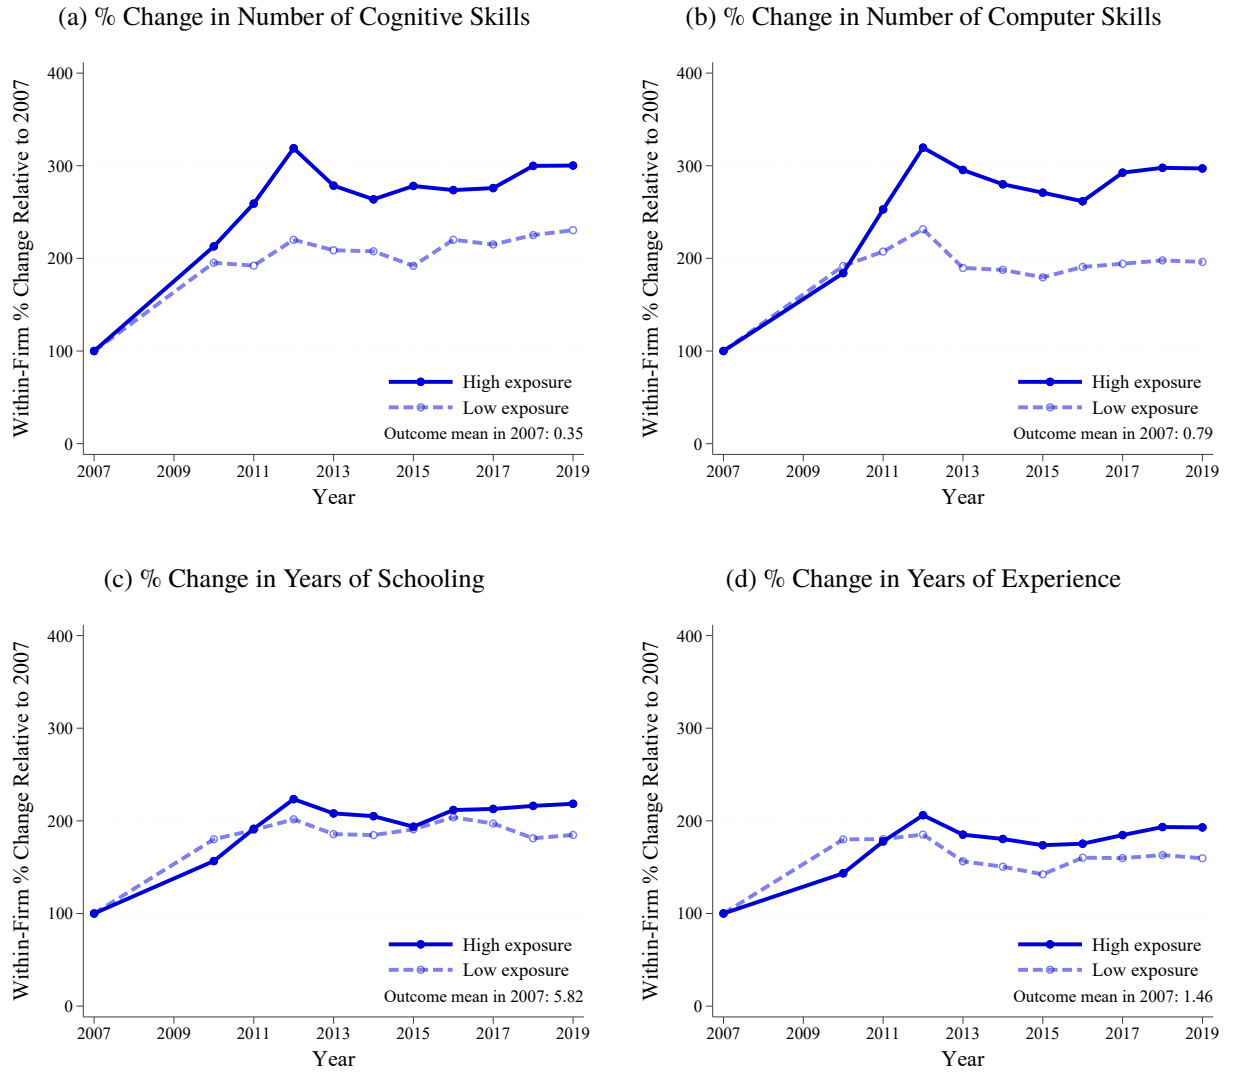 (a) % Change in Number of Cognitive Skills
Within-Firm % Change Relative to 2007
400
300
200
100
0
High exposure
Low exposure
Outcome mean in 2007: 0.35
2007 2009 2011 2013 2015 2017 2019
Year
(b) % Change in Number of Computer Skills
Within-Firm % Change Relative to 2007
400
300
200
100
0
High exposure
Low exposure
Outcome mean in 2007: 0.79
2007 2009 2011 2013 2015 2017 2019
Year
(c) % Change in Years of Schooling
Within-Firm % Change Relative to 2007
400
300
200
100
0
High exposure
Low exposure
Outcome mean in 2007: 5.82
2007 2009 2011 2013 2015 2017 2019
Year
(d) % Change in Years of Experience
Within-Firm % Change Relative to 2007
400
300
200
100
0
High exposure
Low exposure
Outcome mean in 2007: 1.46
2007 2009 2011 2013 2015 2017 2019
Year